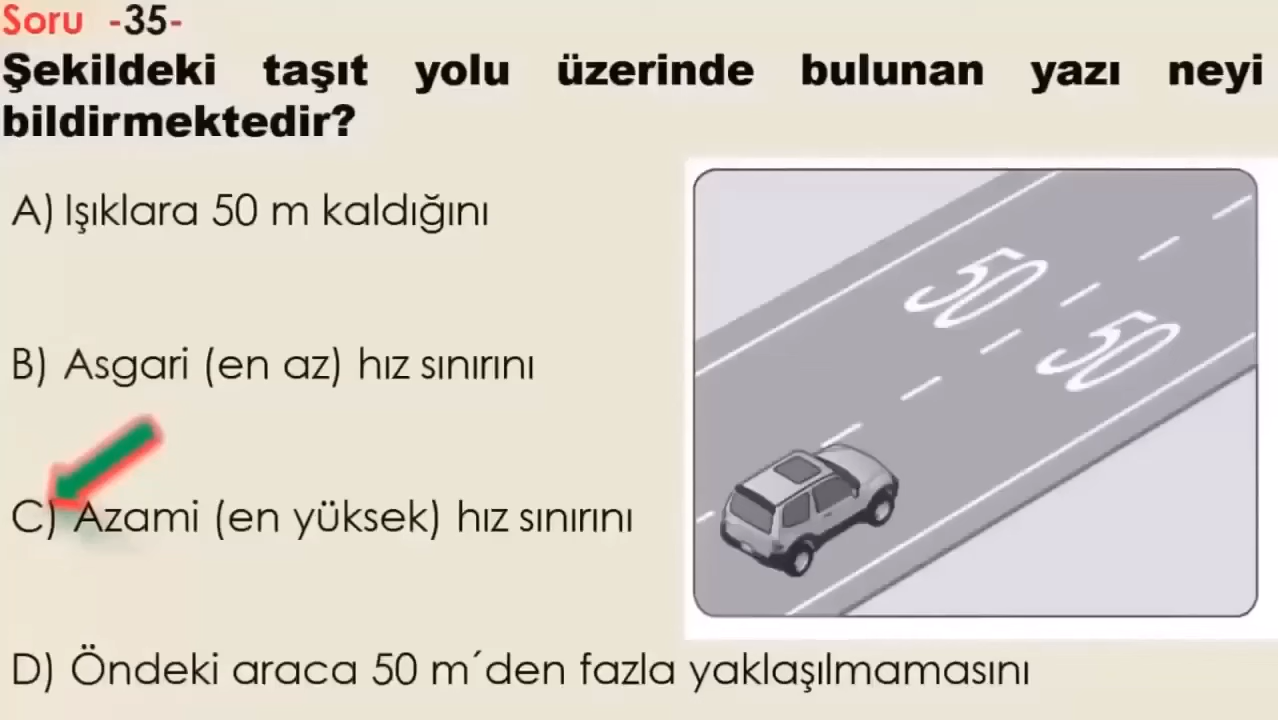 Soru -35-
Şekildeki taşıt yolu üzerinde bulunan yazı neyi
bildirmektedir?
A) Işıklara 50 m kaldığını
B) Asgari (en az) hız sınırını
C) Azami (en yüksek) hız sınırını
D) Öndeki araca 50 m´den fazla yaklaşılmamasını
50
50